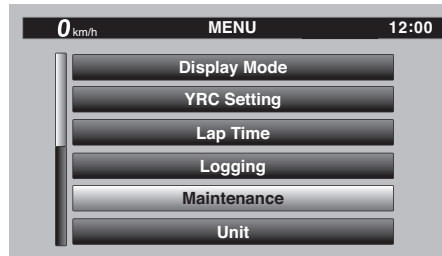 0 km/h MENU 12:00
Display Mode
YRC Setting
Lap Time
Logging
Maintenance
Unit